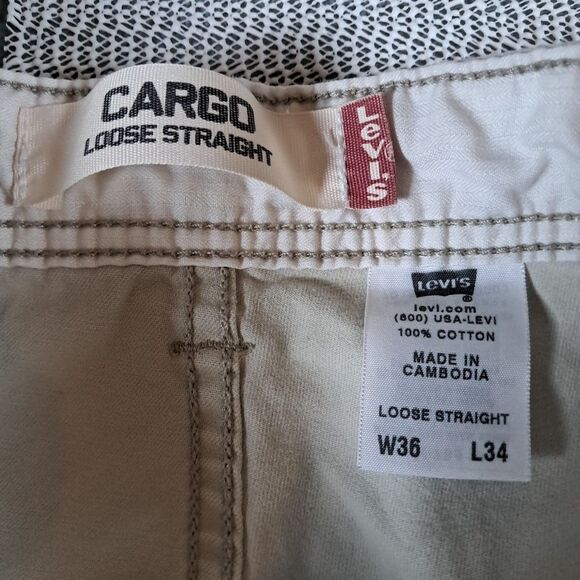 CARGO
LOOSE STRAIGHT
Levi's
Levi's
levi.com
(800) USA-LEVI
100% COTTON
MADE IN
CAMBODIA
LOOSE STRAIGHT
W36 L34